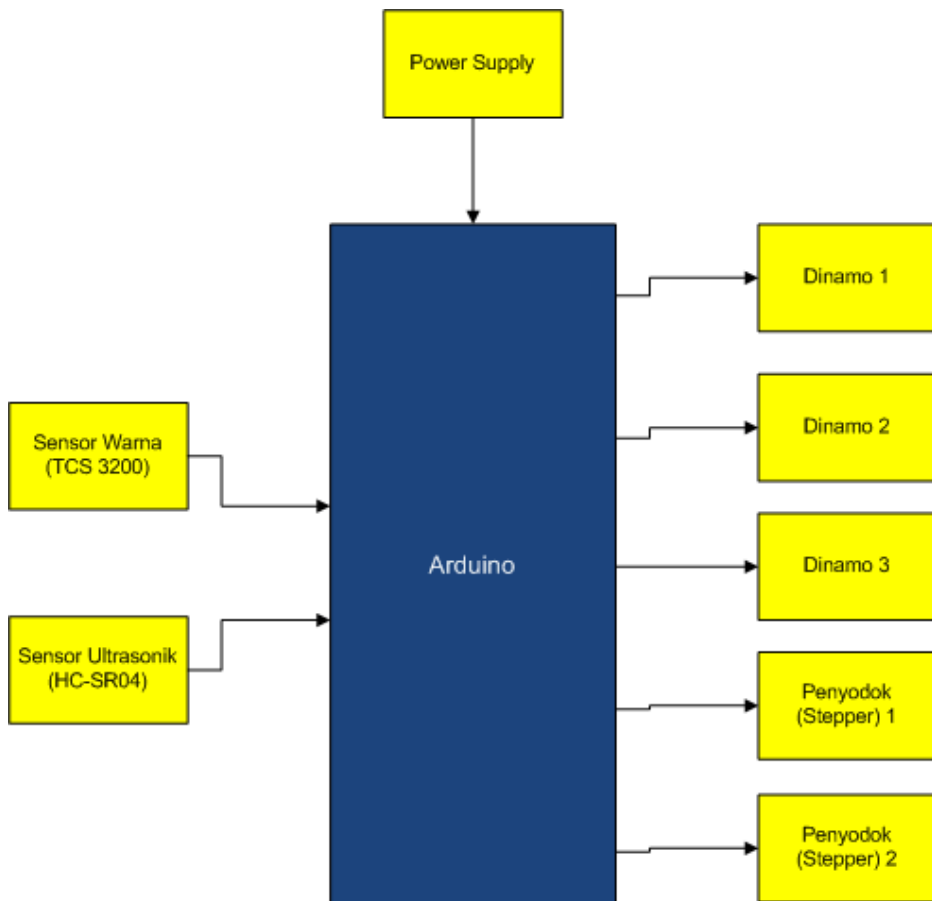 Power Supply
Dinamo 1
Sensor Warna
(TCS 3200)
Dinamo 2
Arduino
Dinamo 3
Sensor Ultrasonik
(HC-SR04)
Penyodok
(Stepper) 1
Penyodok
(Stepper) 2